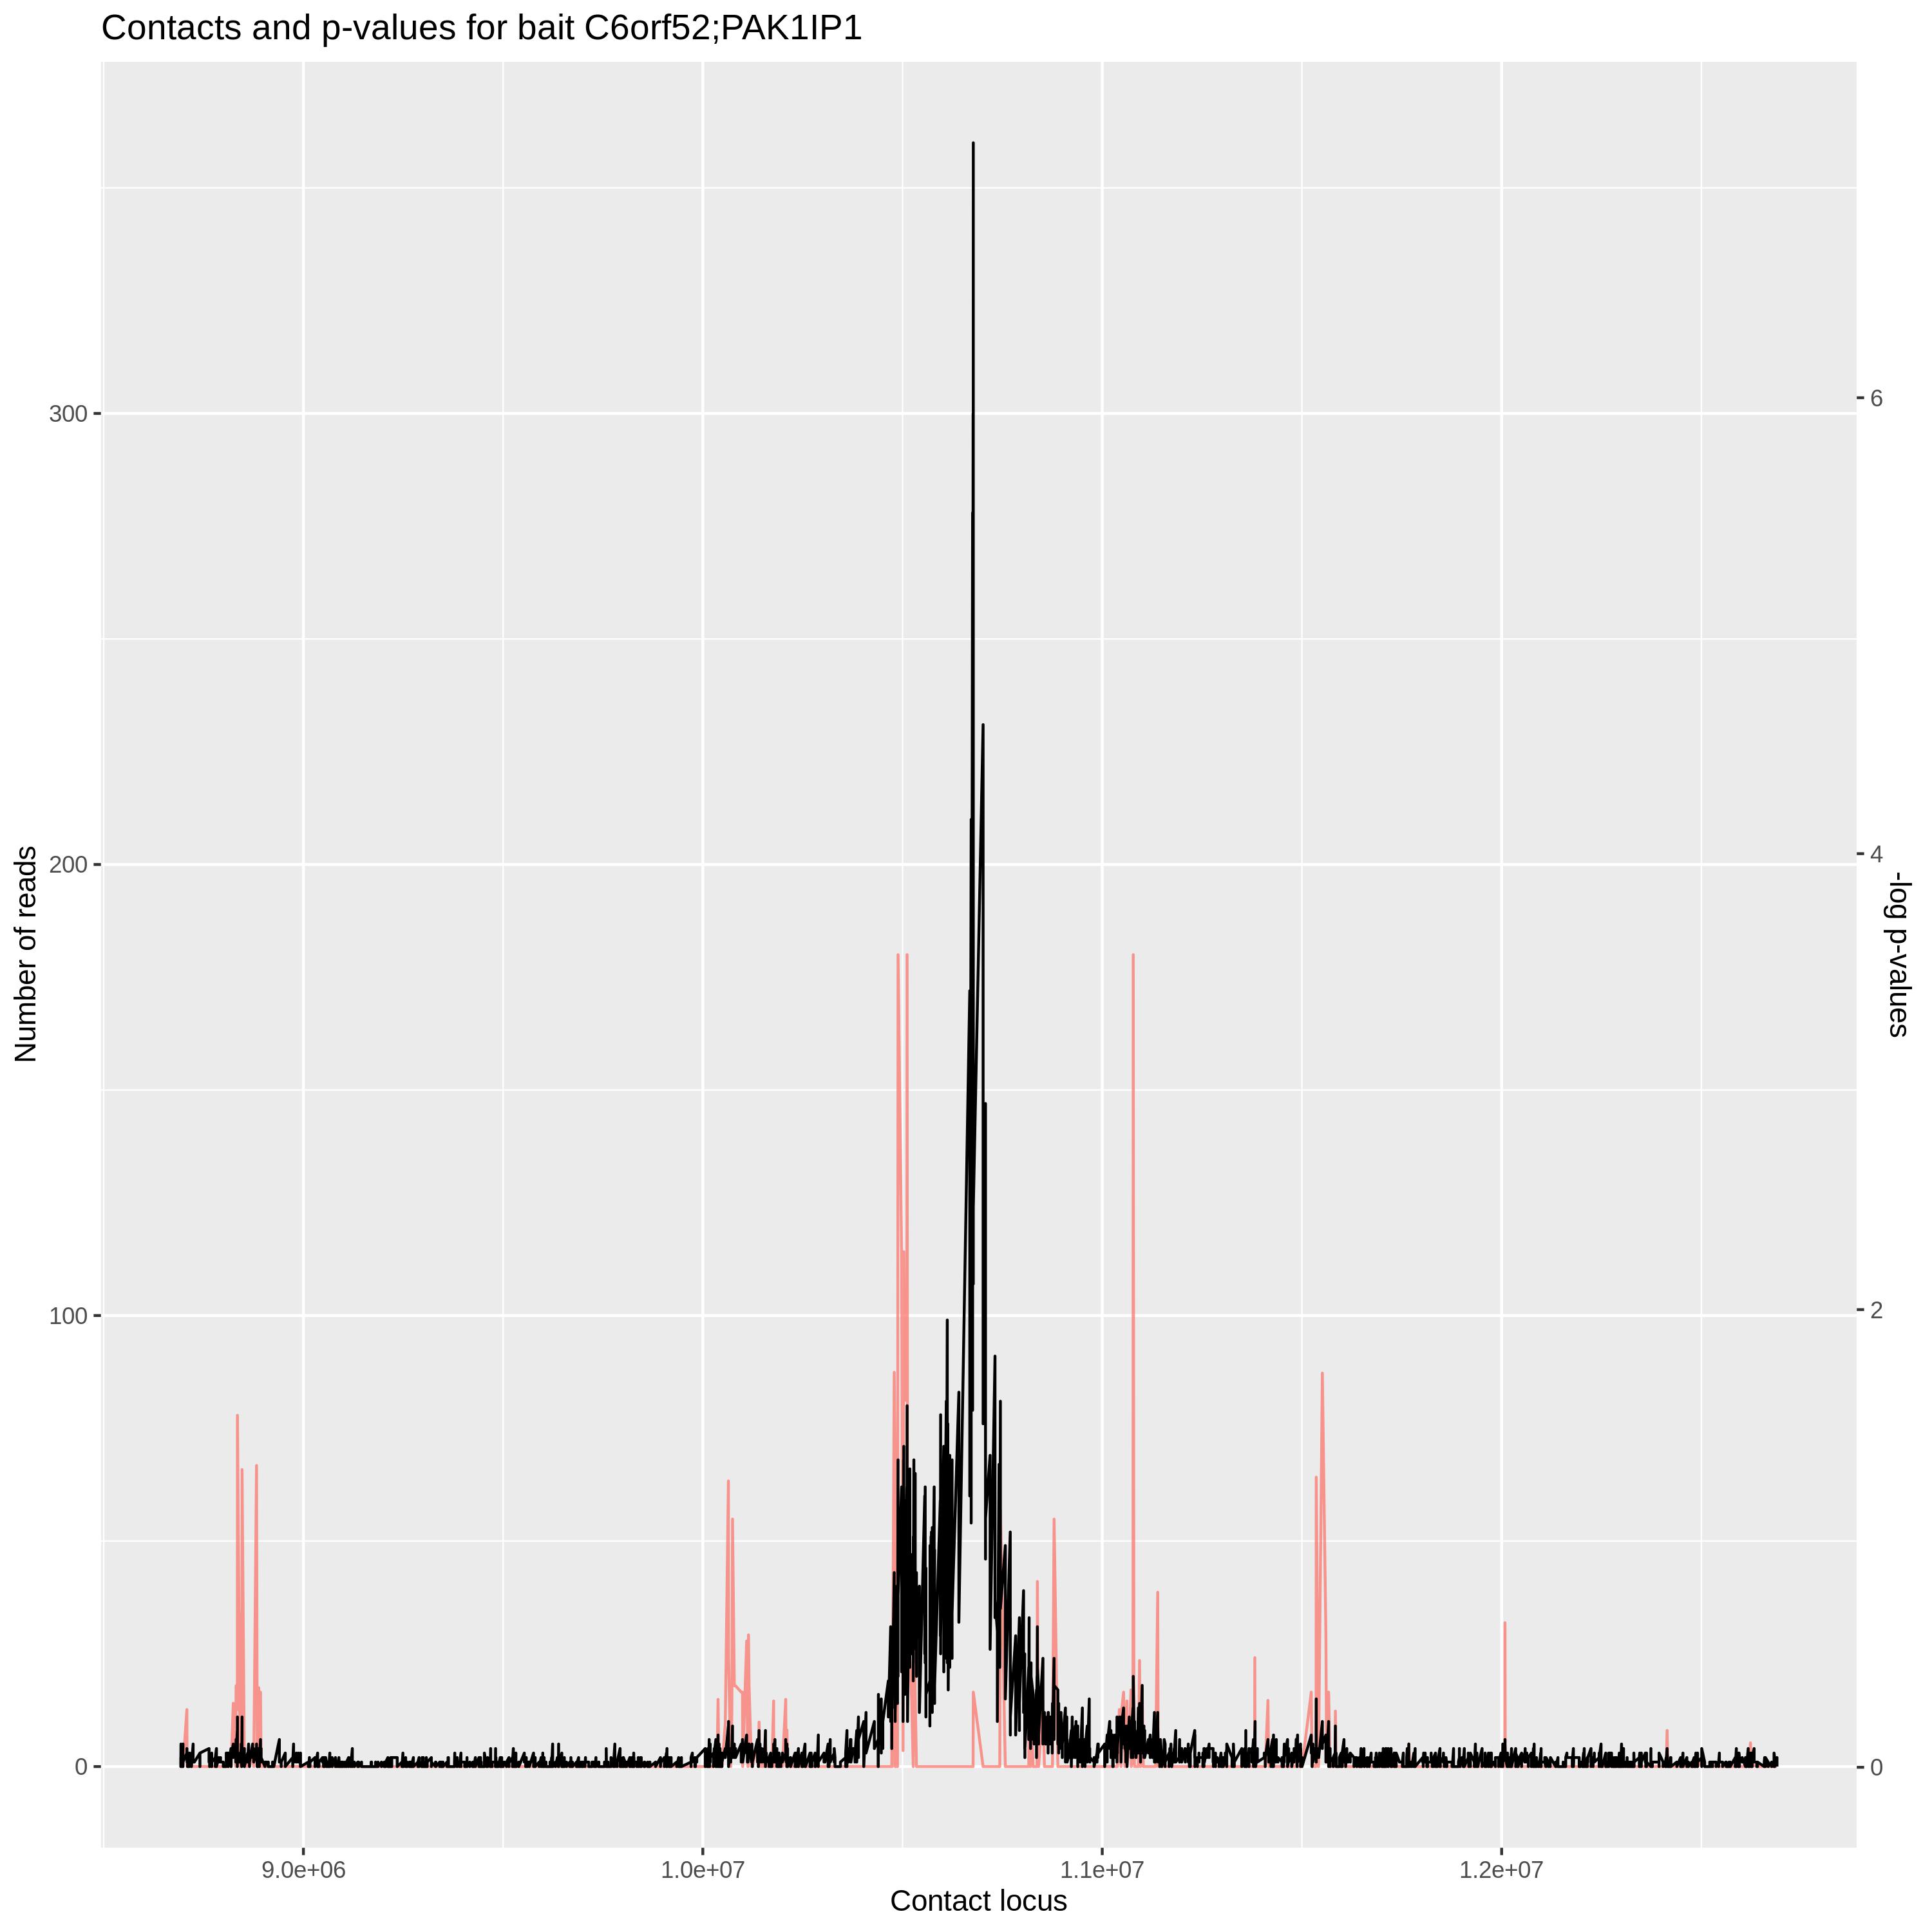 Contacts and p-values for bait C6orf52;PAK1IP1
Number of reads
300
200
100
0
6
4
2
0
-log p-values
9.0e+06
1.0e+07
1.1e+07
1.2e+07
Contact locus